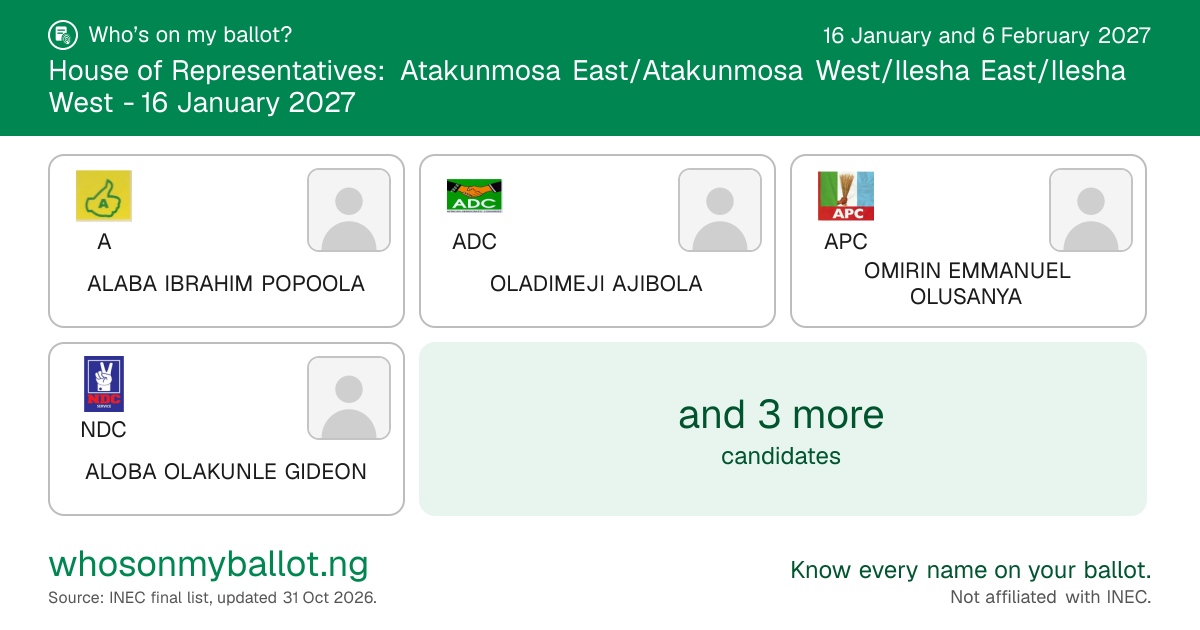 Who's on my ballot?
16 January and 6 February 2027
House of Representatives: Atakunmosa East/Atakunmosa West/Ilesha East/Ilesha
West - 16 January 2027
A
A
ALABA IBRAHIM POPOOLA
ADC
ADC
OLADIMEJI AJIBOLA
APC
APC
OMIRIN EMMANUEL
OLUSANYA
NDC
SERVICE
NDC
ALOBA OLAKUNLE GIDEON
and 3 more
candidates
whosonmyballot.ng
Source: INEC final list, updated 31 Oct 2026.
Know every name on your ballot.
Not affiliated with INEC.